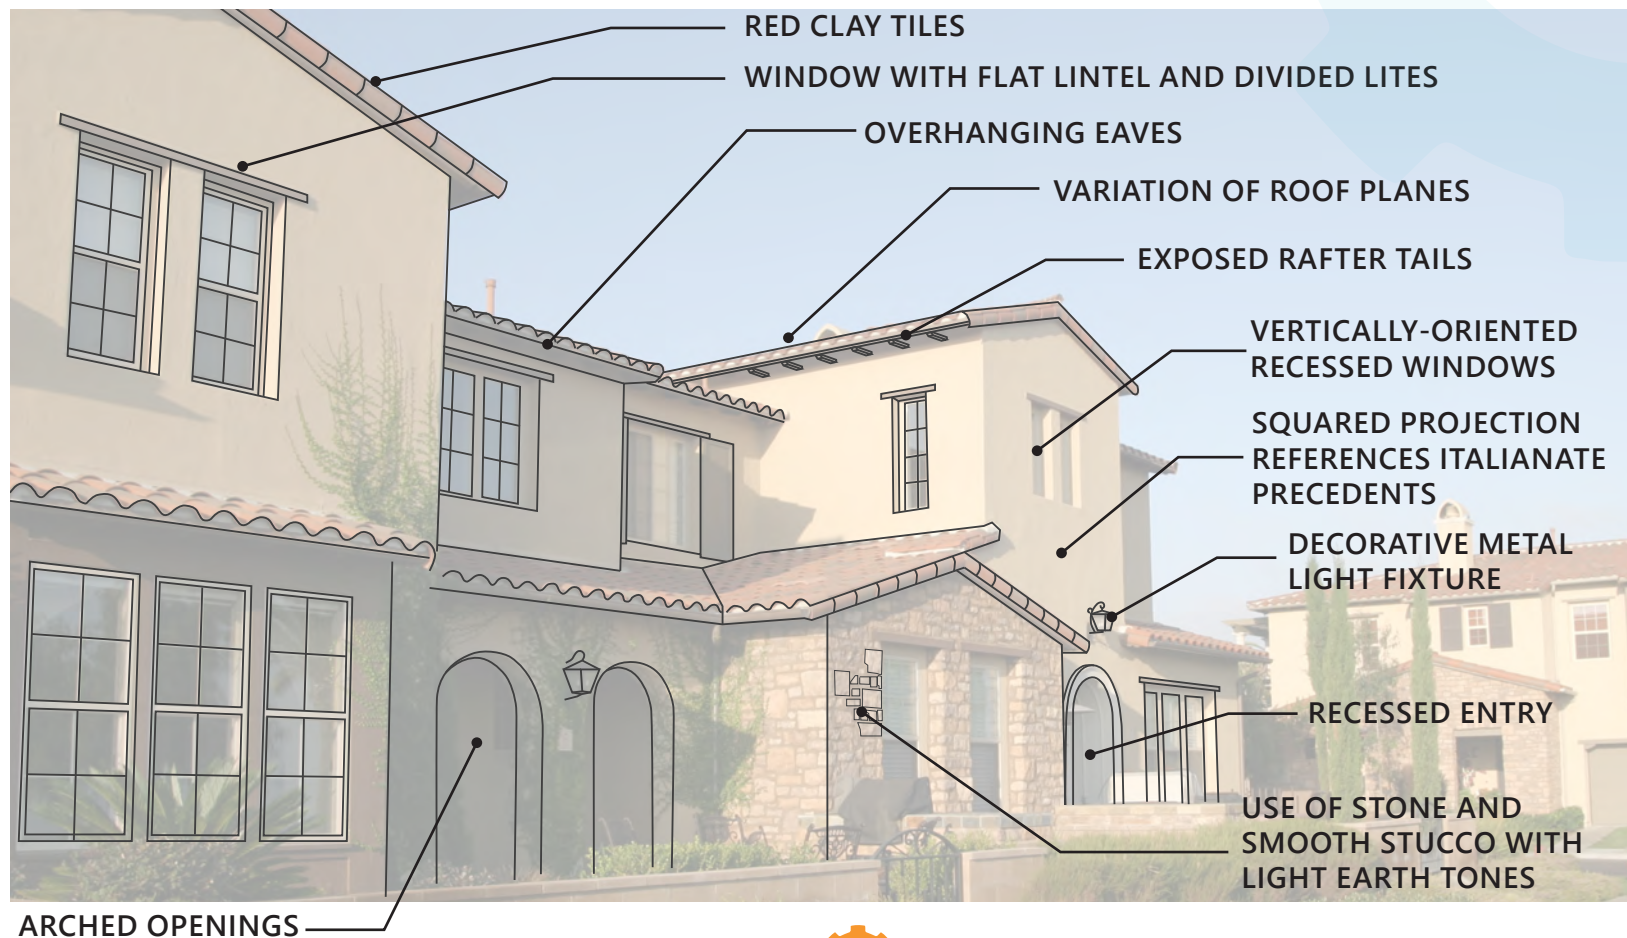 RED CLAY TILES
WINDOW WITH FLAT LINTEL AND DIVIDED LITES
OVERHANGING EAVES
VARIATION OF ROOF PLANES
EXPOSED RAFTER TAILS
VERTICALLY-ORIENTED
RECESSED WINDOWS
SQUARED PROJECTION
REFERENCES ITALIANATE
PRECEDENTS
DECORATIVE METAL
LIGHT FIXTURE
RECESSED ENTRY
USE OF STONE AND
SMOOTH STUCCO WITH
LIGHT EARTH TONES
ARCHED OPENINGS